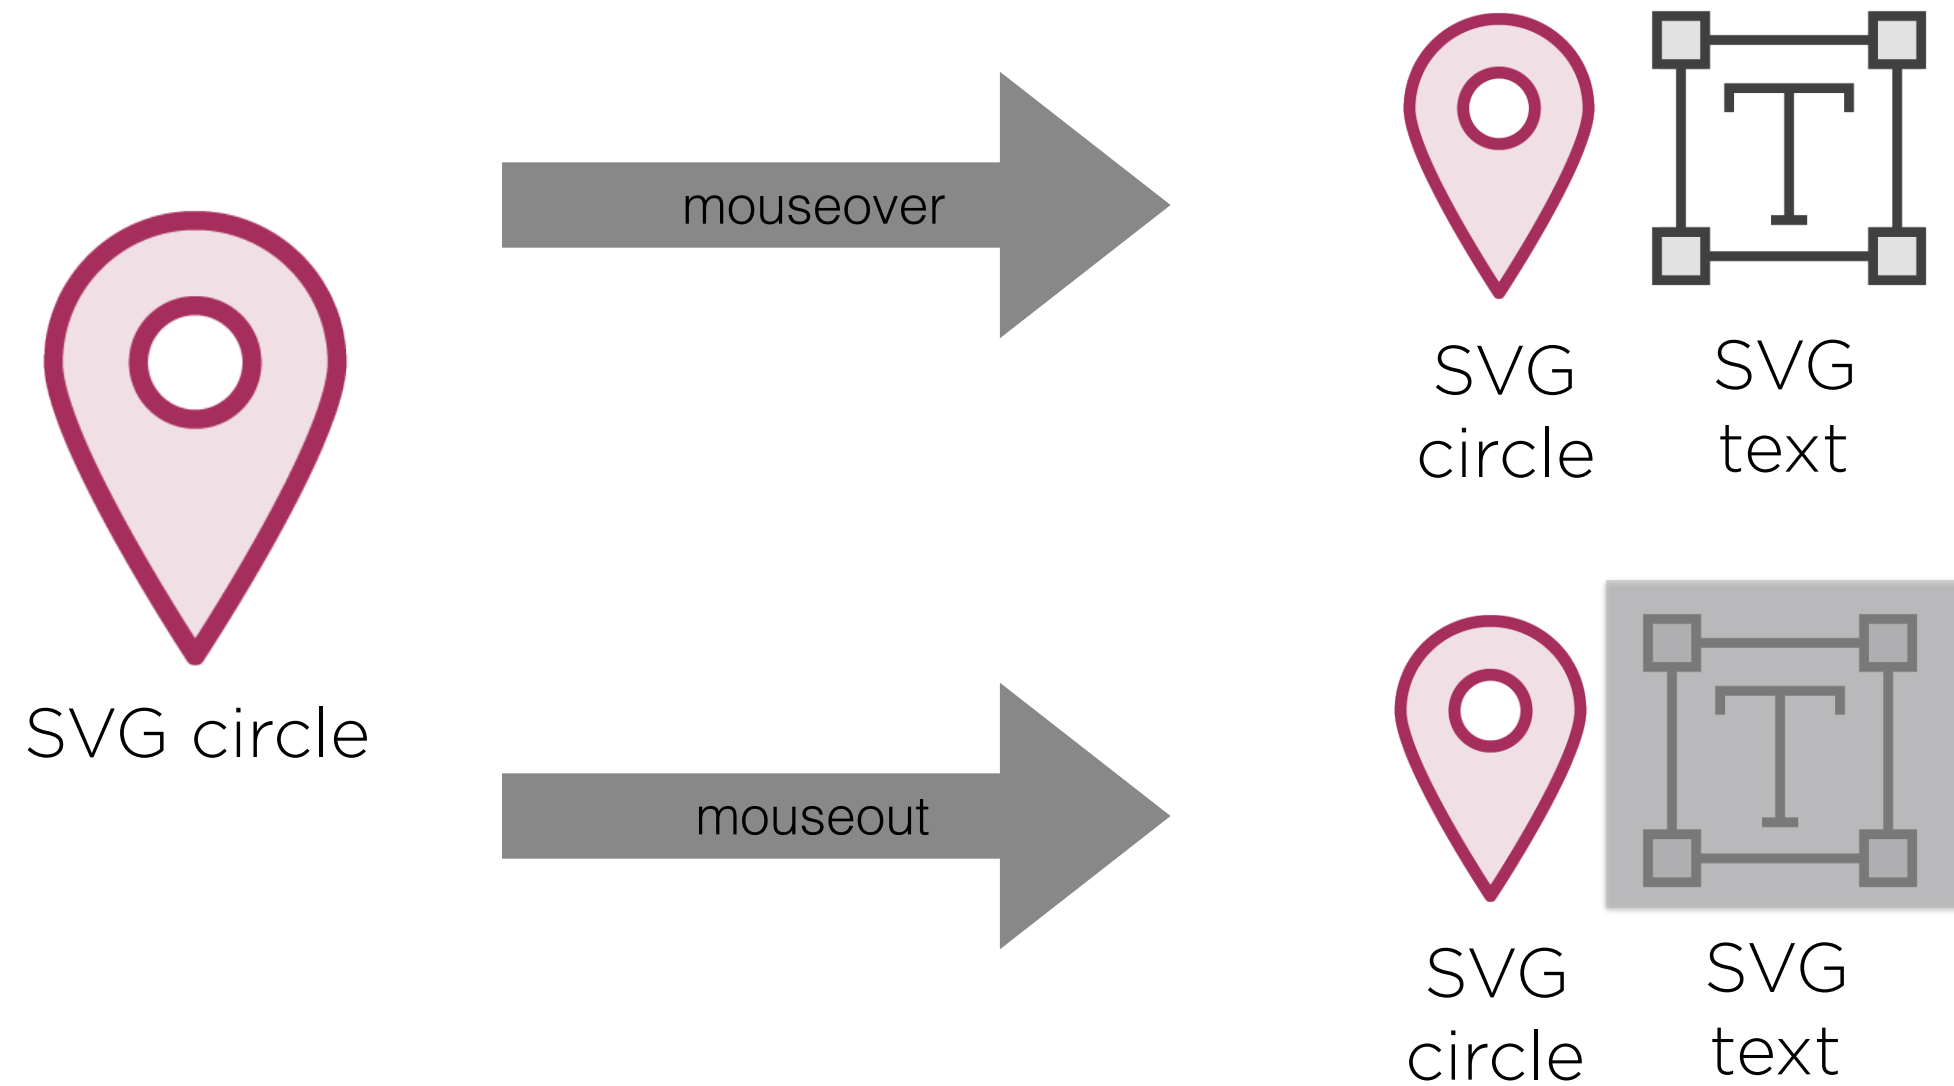 SVG circle
mouseover
SVG
circle
SVG
text
mouseout
SVG
circle
SVG
text